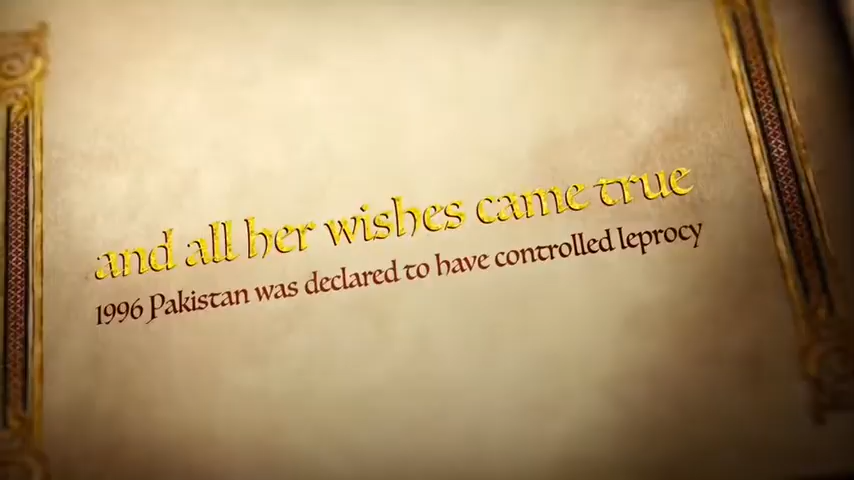 and all her wishes came true
1996 Pakistan was declared to have controlled leprocy